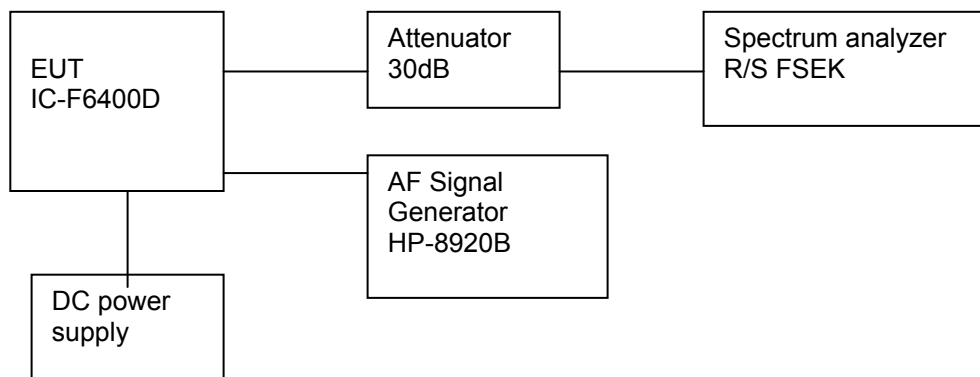 EUT
IC-F6400D
Attenuator
30dB
Spectrum analyzer
R/S FSEK
AF Signal
Generator
HP-8920B
DC power
supply